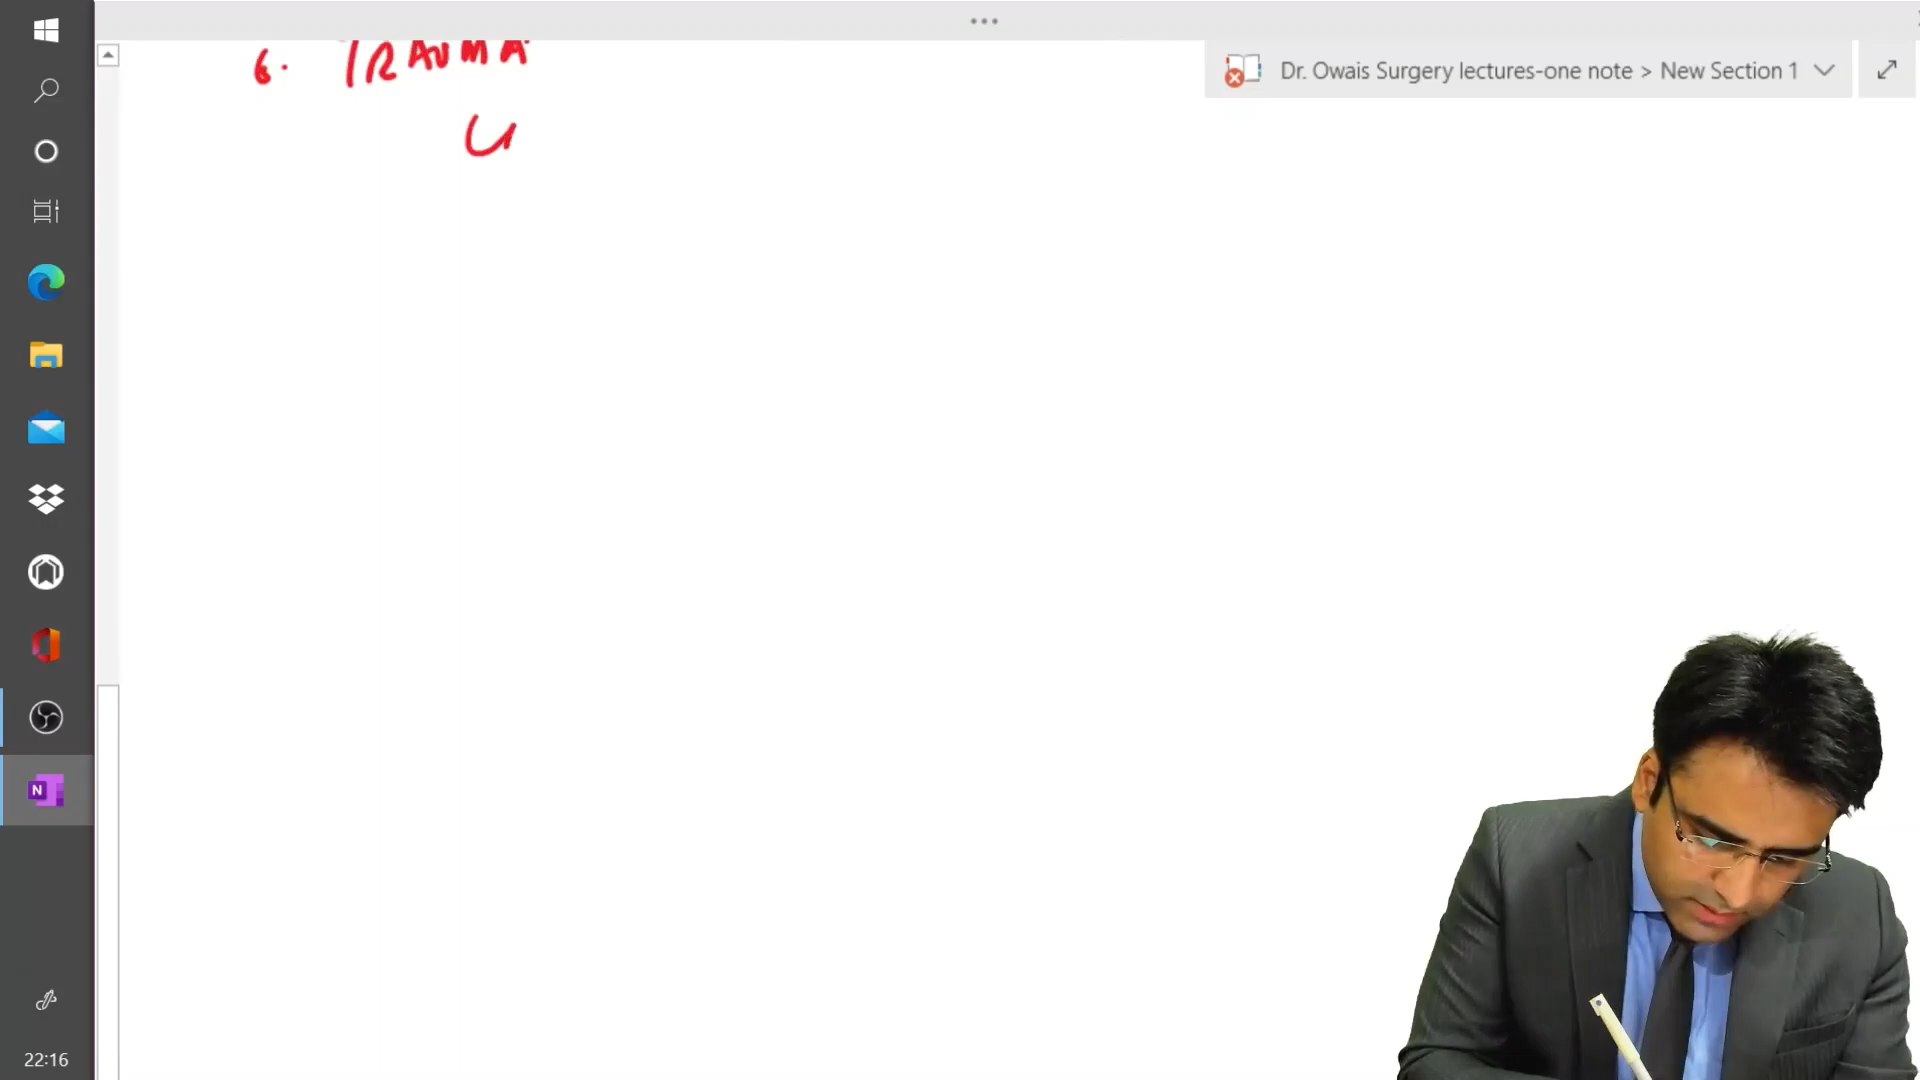 Dr. Owais Surgery lectures-one note > New Section 1
6. TRAUMA
N
22:16